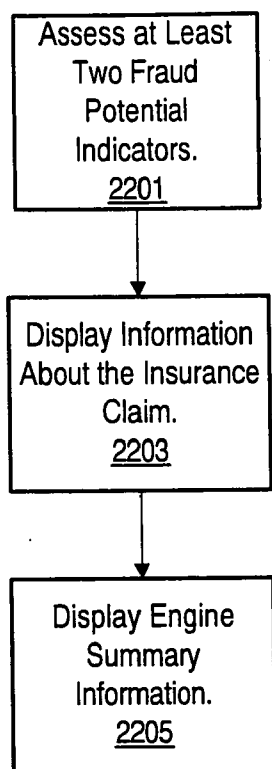 Assess at Least
Two Fraud
Potential
Indicators.
2201
Display Information
About the Insurance
Claim.
2203
Display Engine
Summary
Information.
2205